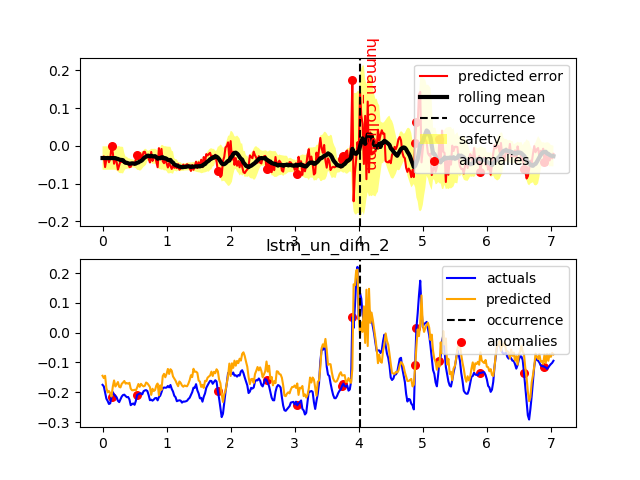 0.2
0.1
0.0
−0.1
−0.2
0
1
2
3
4
5
6
7
human_collision
predicted error
rolling mean
occurrence
safety
anomalies
lstm_un_dim_2
0.2
0.1
0.0
−0.1
−0.2
−0.3
0
1
2
3
4
5
6
7
actuals
predicted
occurrence
anomalies